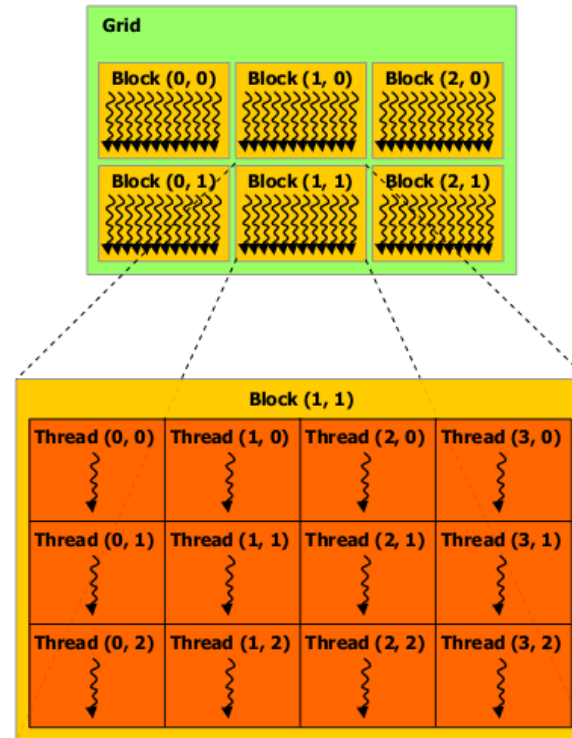 Grid
Block (0, 0) Block (1, 0) Block (2, 0)
Block (0, 1) Block (1, 1) Block (2, 1)
Block (1, 1)
Thread (0, 0) Thread (1, 0) Thread (2, 0) Thread (3, 0)
Thread (0, 1) Thread (1, 1) Thread (2, 1) Thread (3, 1)
Thread (0, 2) Thread (1, 2) Thread (2, 2) Thread (3, 2)